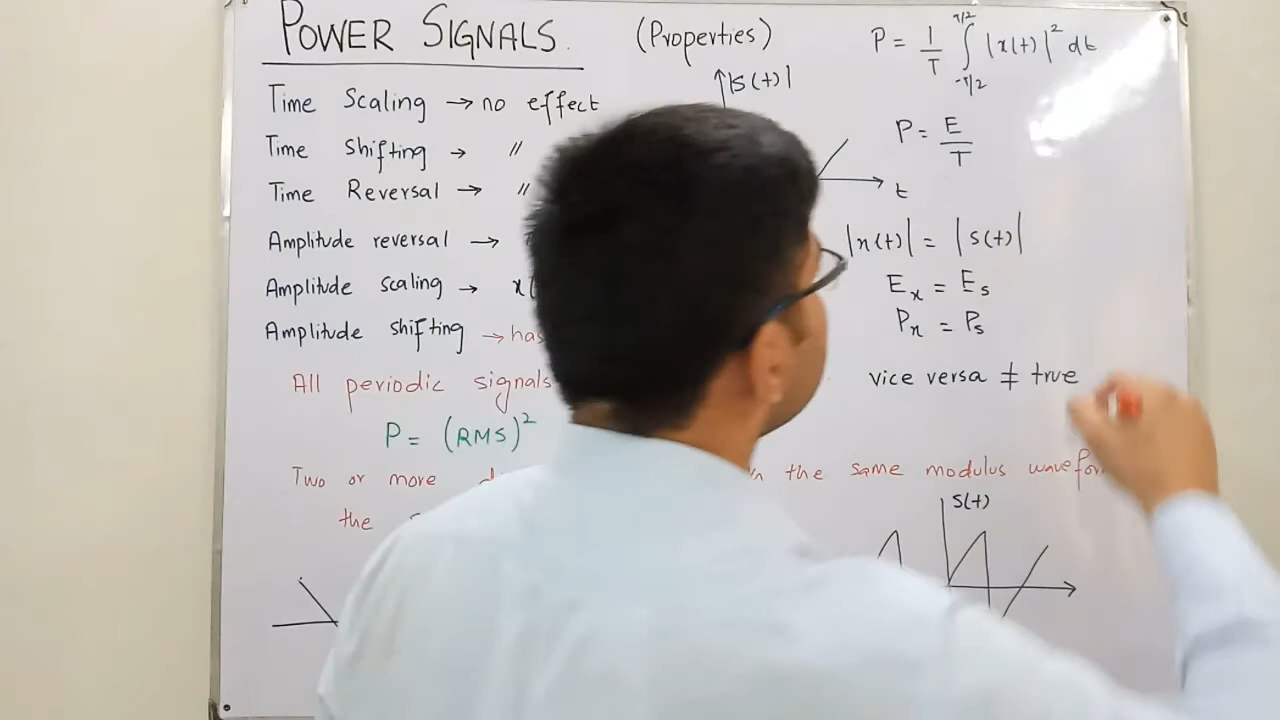 POWER SIGNALS. (Properties)
P = 1/T ∫_{-T/2}^{T/2} |x(t)|² dt
|s(t)|
Time Scaling → no effect
Time shifting → "
Time Reversal → "
Amplitude reversal →
Amplitude scaling → x(
Amplitude shifting → has
All periodic signals
P = (RMS)²
Two or more
the same modulus
the
t
P = E/T
|x(t)| = |s(t)|
Eₓ = Eₛ
Pₓ = Pₛ
vice versa ≠ true
s(t)